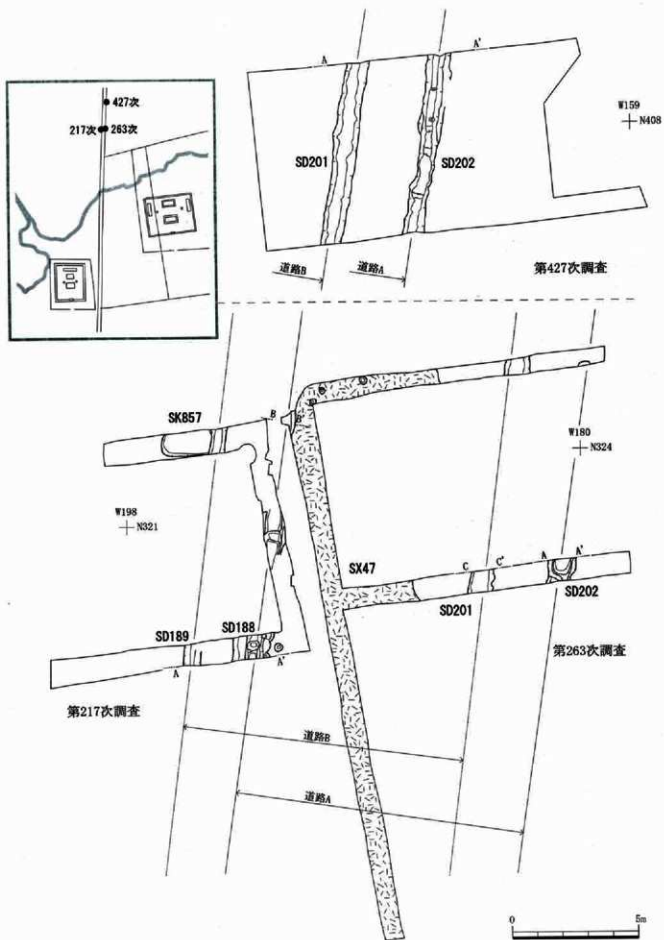 427次
217次
263次
A
A'
W159
N408
SD201
SD202
道路B
道路A
第427次調査
SK857
B
B'
W180
N324
W198
N321
SX47
C
C'
A
A'
SD201
SD202
SD189
SD188
A
A'
第263次調査
第217次調査
道路B
道路A
0
5m